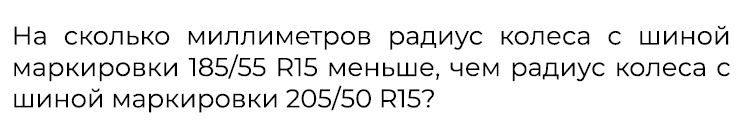 На сколько миллиметров радиус колеса с шиной
маркировки 185/55 R15 меньше, чем радиус колеса с
шиной маркировки 205/50 R15?